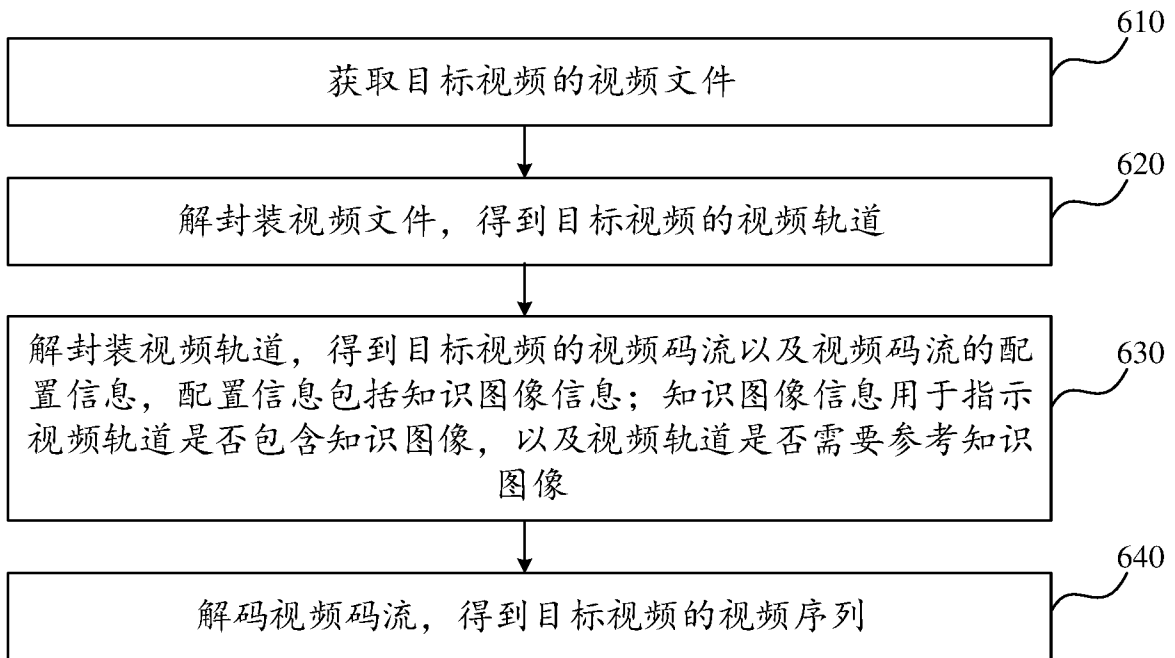 610
获取目标视频的视频文件
620
解封装视频文件，得到目标视频的视频轨道
630
解封装视频轨道，得到目标视频的视频码流以及视频码流的配
置信息，配置信息包括知识图像信息；知识图像信息用于指示
视频轨道是否包含知识图像，以及视频轨道是否需要参考知识
图像
640
解码视频码流，得到目标视频的视频序列